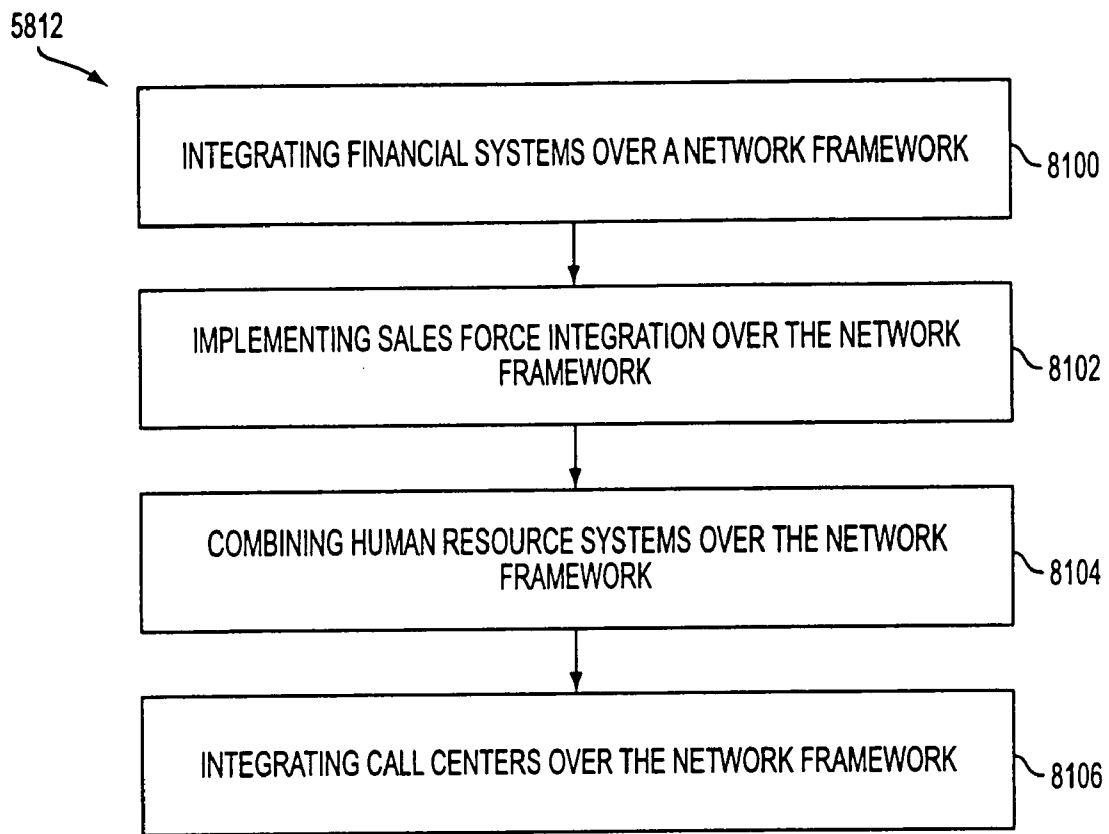 5812
INTEGRATING FINANCIAL SYSTEMS OVER A NETWORK FRAMEWORK
8100
IMPLEMENTING SALES FORCE INTEGRATION OVER THE NETWORK
FRAMEWORK
8102
COMBINING HUMAN RESOURCE SYSTEMS OVER THE NETWORK
FRAMEWORK
8104
INTEGRATING CALL CENTERS OVER THE NETWORK FRAMEWORK
8106